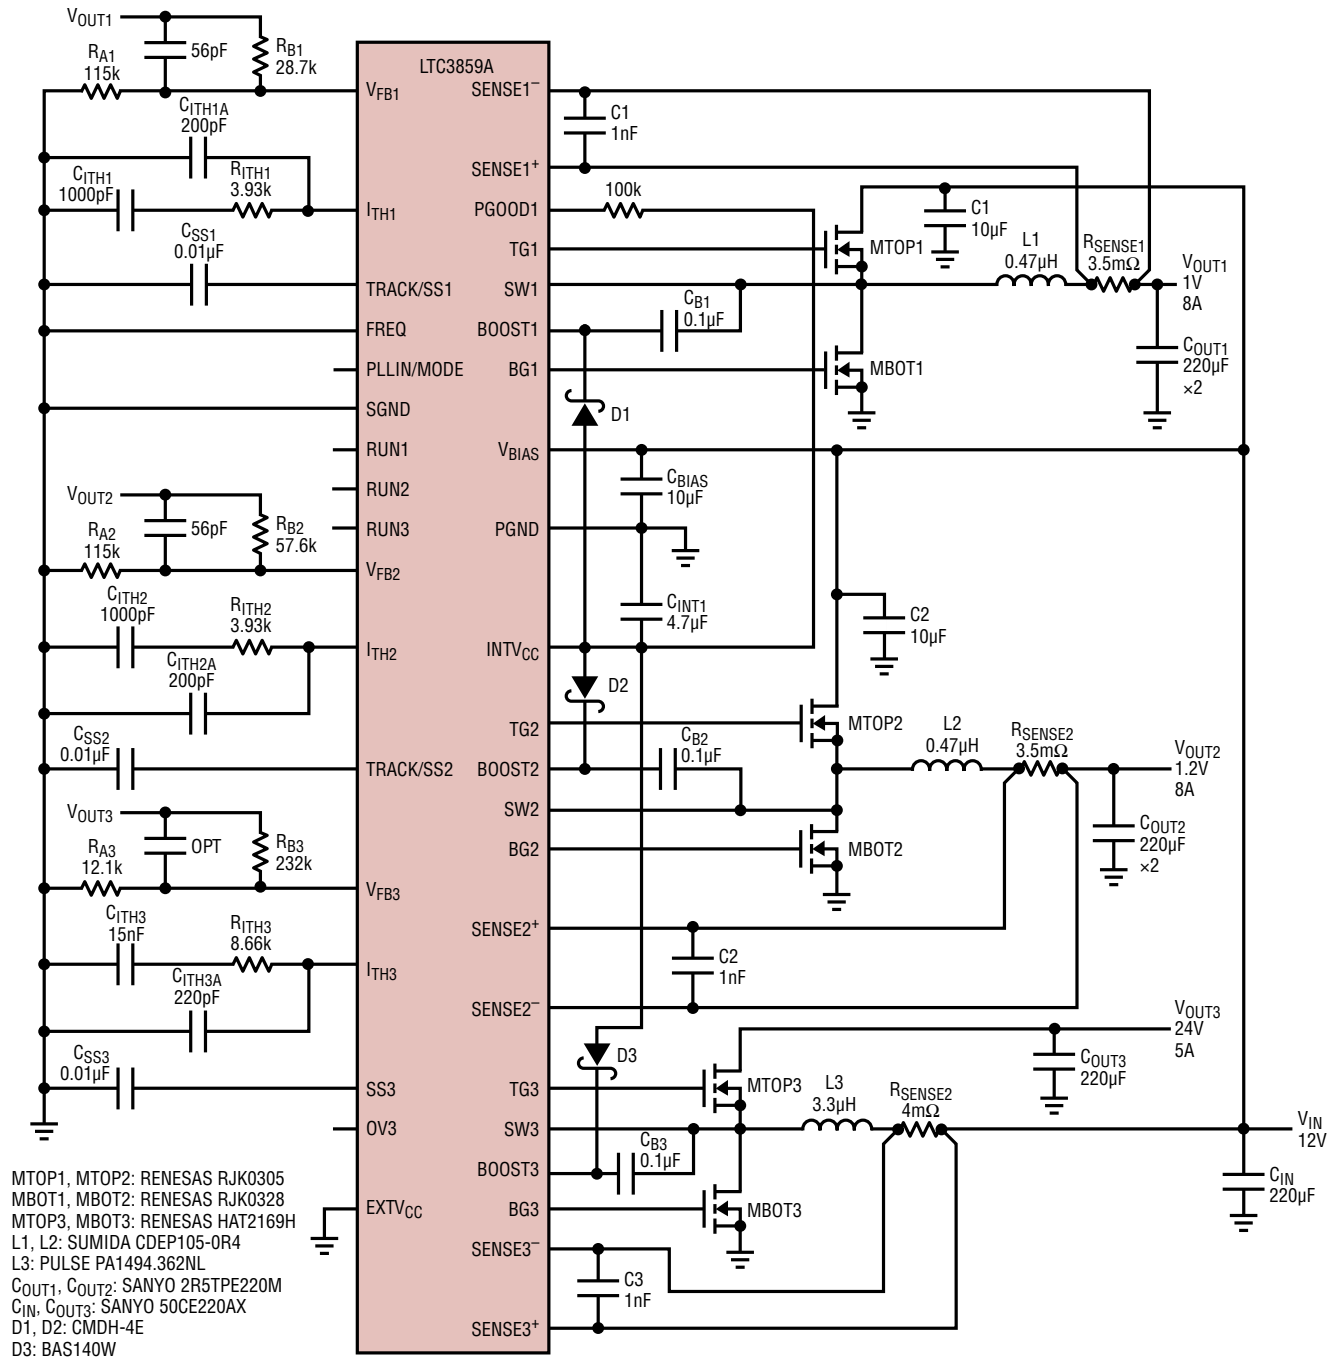 VOUT1
RA1
115k
56pF
RB1
28.7k
CITH1A
200pF
CITH1
1000pF
RITH1
3.93k
CSS1
0.01µF
VOUT2
RA2
115k
56pF
RB2
57.6k
CITH2
1000pF
RITH2
3.93k
CITH2A
200pF
CSS2
0.01µF
VOUT3
RA3
12.1k
OPT
RB3
232k
CITH3
15nF
RITH3
8.66k
CITH3A
220pF
CSS3
0.01µF
LTC3859A
VFB1
ITH1
TRACK/SS1
FREQ
PLLIN/MODE
SGND
RUN1
RUN2
RUN3
VFB2
ITH2
TRACK/SS2
VFB3
ITH3
SS3
OV3
EXTVCC
SENSE1–
SENSE1+
PGOOD1
TG1
SW1
BOOST1
BG1
VBIAS
PGND
INTVCC
TG2
BOOST2
SW2
BG2
SENSE2+
SENSE2–
TG3
SW3
BOOST3
BG3
SENSE3–
SENSE3+
C1
1nF
100k
MTOP1
C1
10µF
L1
0.47µH
RSENSE1
3.5mΩ
VOUT1
1V
8A
CB1
0.1µF
MBOT1
COUT1
220µF
×2
D1
CBIAS
10µF
CINT1
4.7µF
C2
10µF
D2
MTOP2
L2
0.47µH
RSENSE2
3.5mΩ
VOUT2
1.2V
8A
CB2
0.1µF
MBOT2
COUT2
220µF
×2
C2
1nF
VOUT3
24V
5A
D3
MTOP3
L3
3.3µH
RSENSE2
4mΩ
COUT3
220µF
VIN
12V
CB3
0.1µF
MBOT3
CIN
220µF
C3
1nF
MTOP1, MTOP2: RENESAS RJK0305
MBOT1, MBOT2: RENESAS RJK0328
MTOP3, MBOT3: RENESAS HAT2169H
L1, L2: SUMIDA CDEP105-0R4
L3: PULSE PA1494.362NL
COUT1, COUT2: SANYO 2R5TPE220M
CIN, COUT3: SANYO 50CE220AX
D1, D2: CMDH-4E
D3: BAS140W